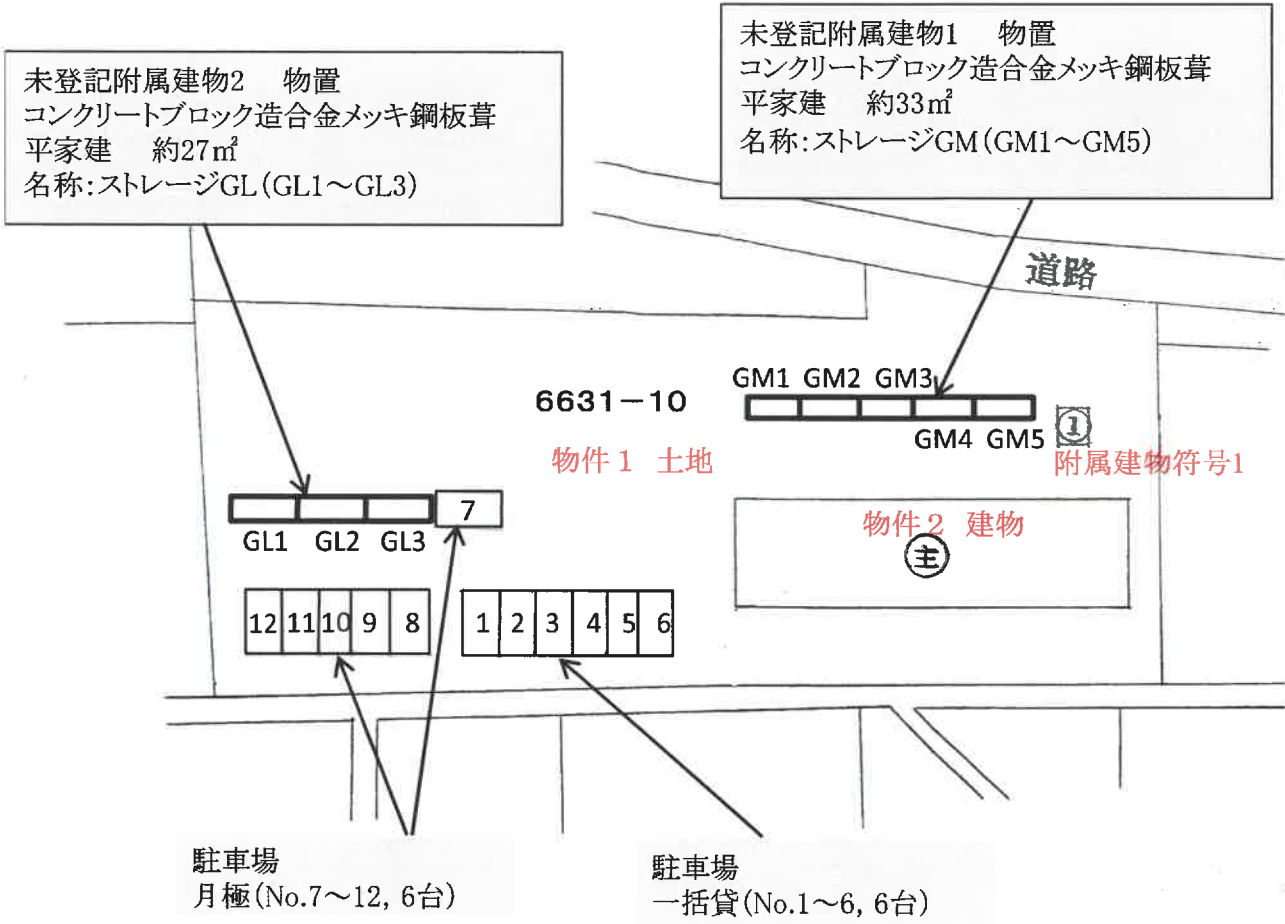 未登記附属建物2 物置
コンクリートブロック造合金メッキ鋼板葺
平家建 約27㎡
名称:ストレージGL(GL1～GL3)
未登記附属建物1 物置
コンクリートブロック造合金メッキ鋼板葺
平家建 約33㎡
名称:ストレージGM(GM1～GM5)
道路
GM1 GM2 GM3
6631-10
GM4 GM5
①
物件1 土地
附属建物符号1
7
GL1 GL2 GL3
物件2 建物
主
12 11 10 9 8
1 2 3 4 5 6
駐車場
月極(No.7～12, 6台)
駐車場
一括貸(No.1～6, 6台)